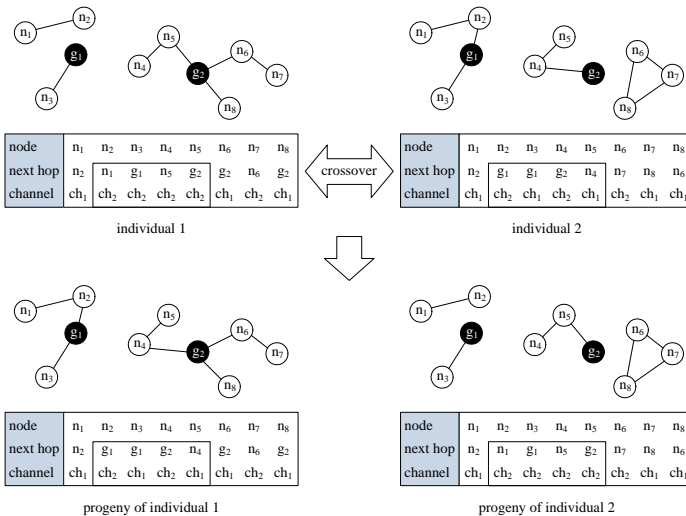 n₁ n₂ g₁ n₃ n₄ n₅ g₂ n₆ n₇ n₈
node n₁ n₂ n₃ n₄ n₅ n₆ n₇ n₈
next hop n₂ n₁ g₁ n₅ g₂ g₂ n₆ g₂
channel ch₁ ch₂ ch₂ ch₂ ch₂ ch₁ ch₁ ch₁
individual 1
crossover
n₁ n₂ g₁ n₃ n₄ n₅ g₂ n₆ n₇ n₈
node n₁ n₂ n₃ n₄ n₅ n₆ n₇ n₈
next hop n₂ g₁ g₁ g₂ n₄ n₇ n₈ n₆
channel ch₁ ch₂ ch₁ ch₂ ch₁ ch₂ ch₂ ch₁
individual 2
n₁ n₂ g₁ n₃ n₄ n₅ g₂ n₆ n₇ n₈
node n₁ n₂ n₃ n₄ n₅ n₆ n₇ n₈
next hop n₂ g₁ g₁ g₂ n₄ g₂ n₆ g₂
channel ch₁ ch₂ ch₁ ch₂ ch₁ ch₁ ch₁ ch₁
progeny of individual 1
n₁ n₂ g₁ n₃ n₄ n₅ g₂ n₆ n₇ n₈
node n₁ n₂ n₃ n₄ n₅ n₆ n₇ n₈
next hop n₂ n₁ g₁ n₅ g₂ n₇ n₈ n₆
channel ch₁ ch₂ ch₂ ch₂ ch₂ ch₂ ch₂ ch₁
progeny of individual 2